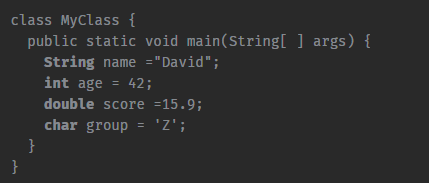 class MyClass {
  public static void main(String[ ] args) {
    String name ="David";
    int age = 42;
    double score =15.9;
    char group = 'Z';
  }
}